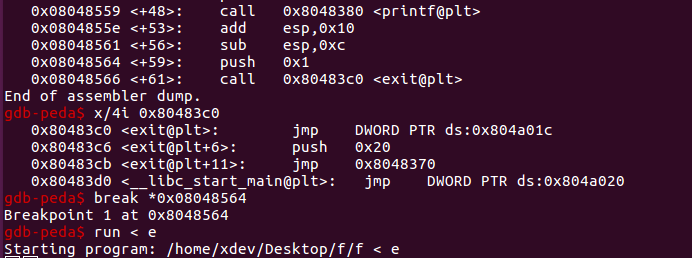 0x08048559 <+48>: call 0x8048380 <printf@plt>
0x0804855e <+53>: add esp,0x10
0x08048561 <+56>: sub esp,0xc
0x08048564 <+59>: push 0x1
0x08048566 <+61>: call 0x80483c0 <exit@plt>
End of assembler dump.
gdb-peda$ x/4i 0x80483c0
0x80483c0 <exit@plt>: jmp DWORD PTR ds:0x804a01c
0x80483c6 <exit@plt+6>: push 0x20
0x80483cb <exit@plt+11>: jmp 0x8048370
0x80483d0 <__libc_start_main@plt>: jmp DWORD PTR ds:0x804a020
gdb-peda$ break *0x08048564
Breakpoint 1 at 0x8048564
gdb-peda$ run < e
Starting program: /home/xdev/Desktop/f/f < e